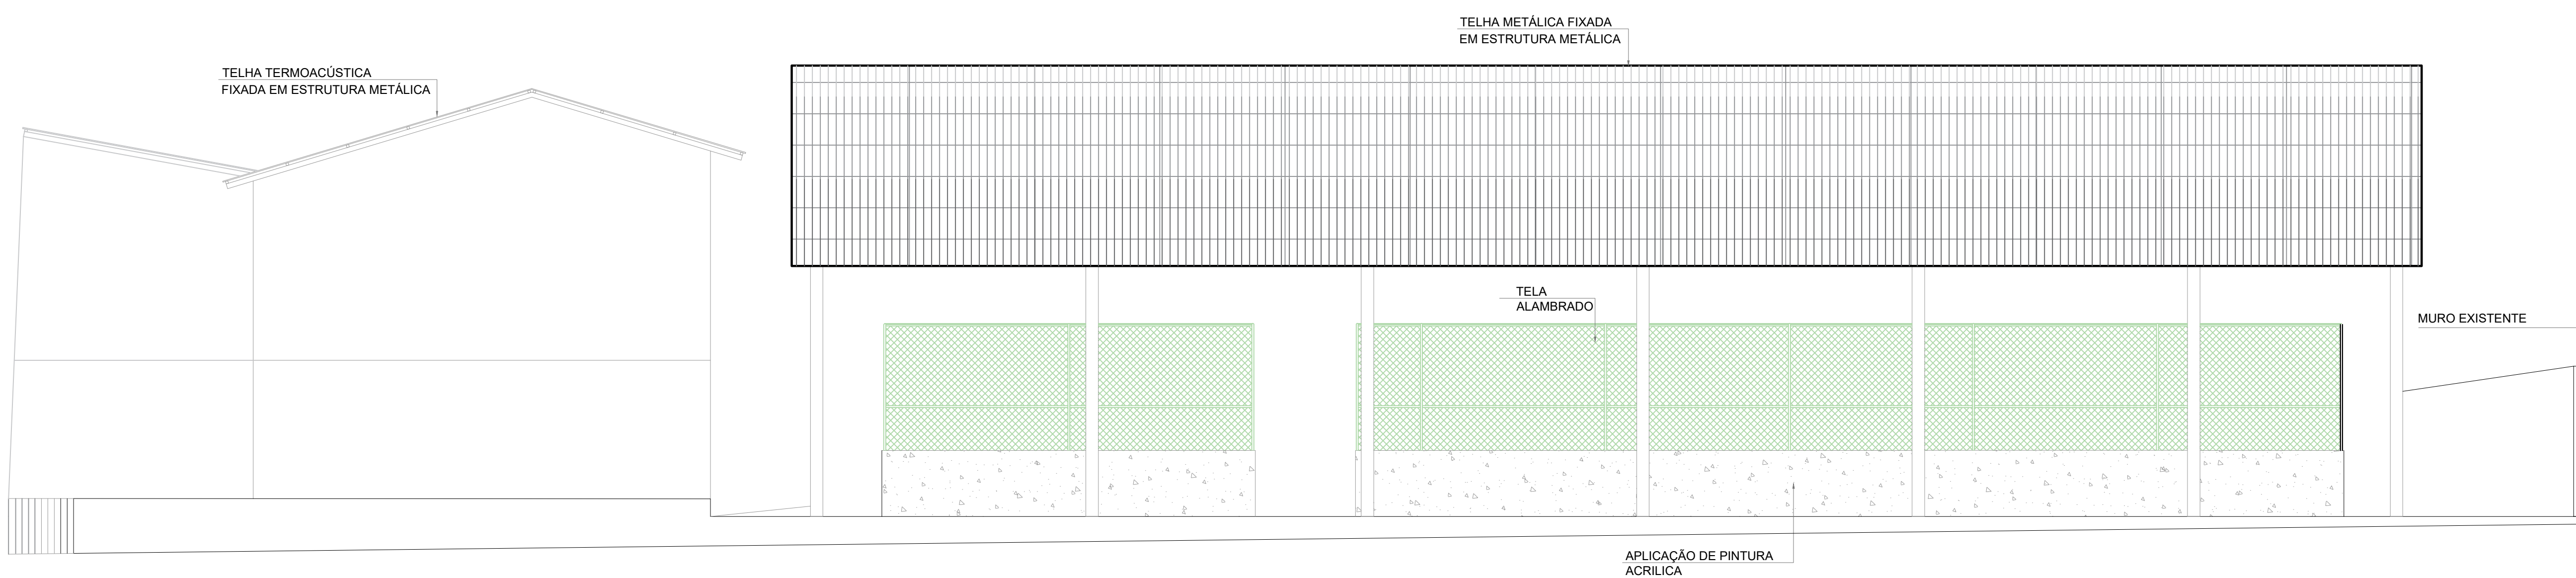 TELHA METÁLICA FIXADA
EM ESTRUTURA METÁLICA
TELHA TERMOACÚSTICA
FIXADA EM ESTRUTURA METÁLICA
TELA
ALAMBRADO
MURO EXISTENTE
APLICAÇÃO DE PINTURA
ACRILICA